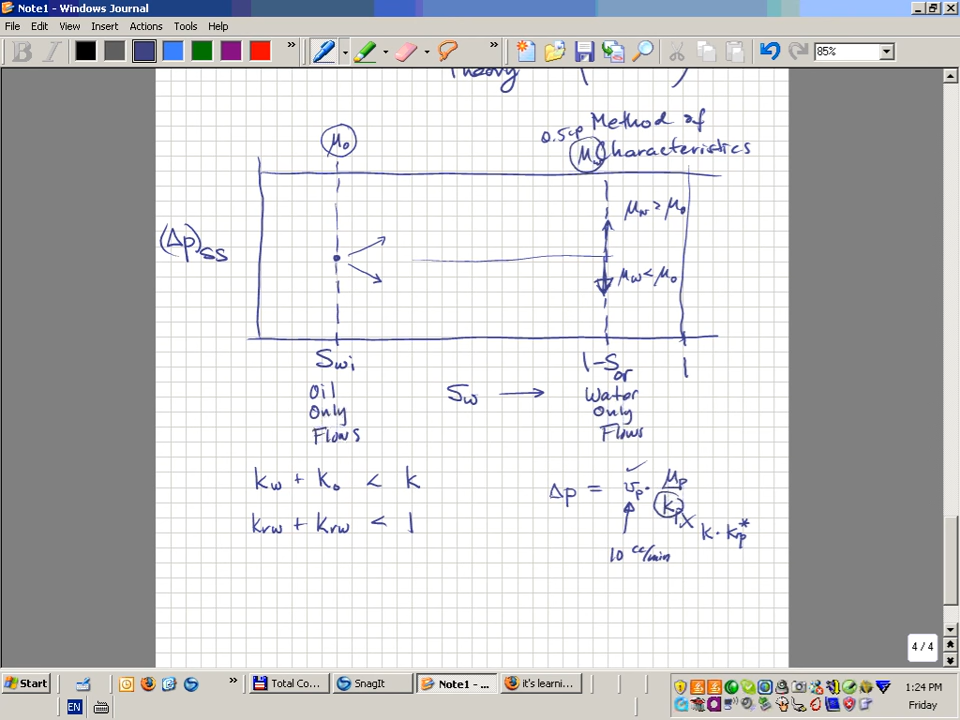 Note1 - Windows Journal
File Edit View Insert Actions Tools Help
B I » » 85%
Theory ( )
μo 0.5cp Method of
μ Characteristics
μw > μo
(Δp)ss
μw < μo
Swi 1-Sor 1
Oil Sw → Water
Only Only
Flows Flows
kw + ko < k Δp = vp · μp
kp
krw + krw < 1 k · krp*
10 cc/min
4 / 4
Start » Total Co... SnagIt Note1 - ... it's learni... 1:24 PM
EN Friday